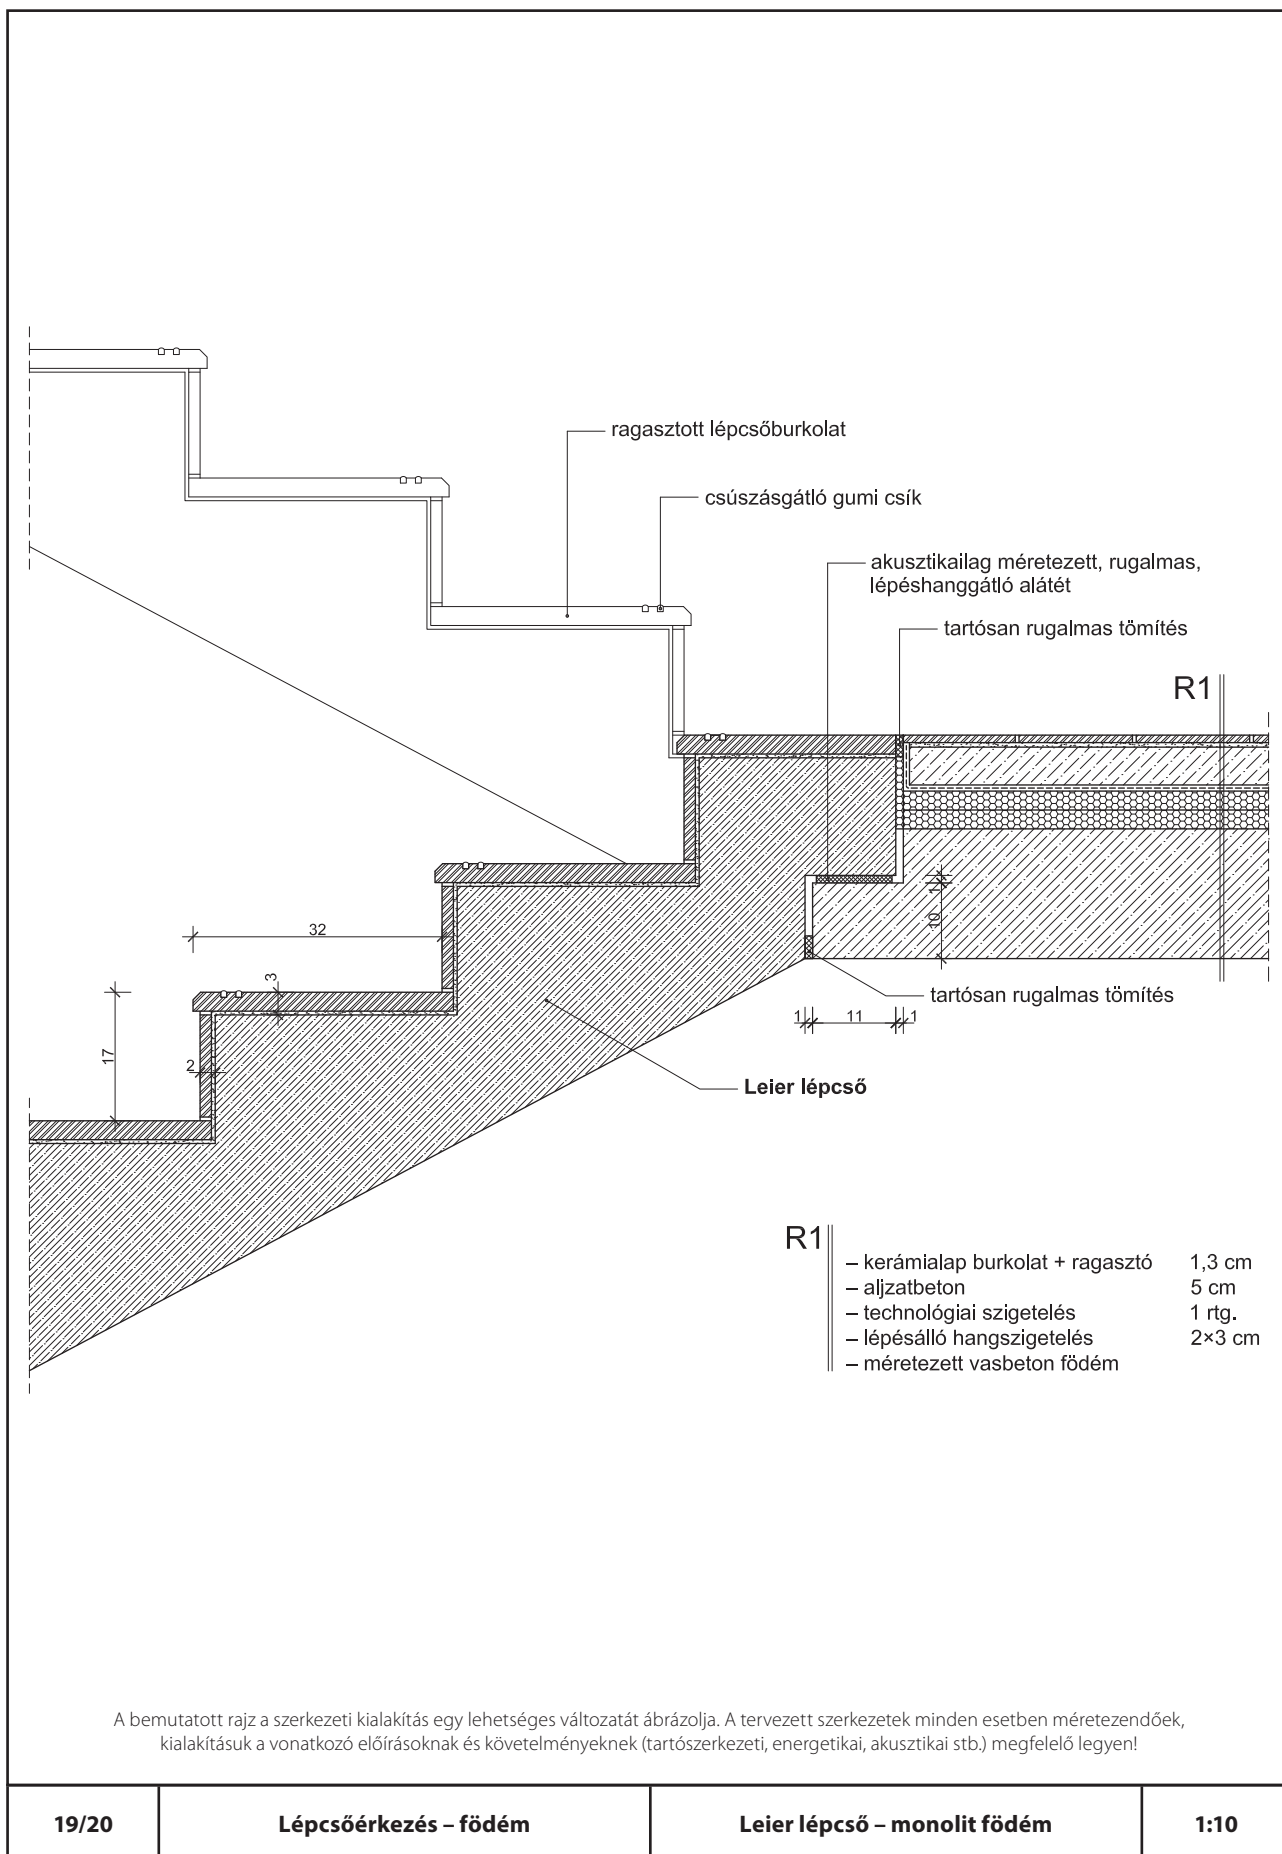 ragasztott lépcsőburkolat
csúszásgátló gumi csík
akusztikailag méretezett, rugalmas,
lépéshanggátló alátét
tartósan rugalmas tömítés
R1
32
3
17
2
1
10
tartósan rugalmas tömítés
1 11 1
Leier lépcső
R1
– kerámialap burkolat + ragasztó 1,3 cm
– aljzatbeton 5 cm
– technológiai szigetelés 1 rtg.
– lépésálló hangszigetelés 2×3 cm
– méretezett vasbeton födém
A bemutatott rajz a szerkezeti kialakítás egy lehetséges változatát ábrázolja. A tervezett szerkezetek minden esetben méretezendőek,
kialakításuk a vonatkozó előírásoknak és követelményeknek (tartószerkezeti, energetikai, akusztikai stb.) megfelelő legyen!
19/20 Lépcsőérkezés – födém Leier lépcső – monolit födém 1:10